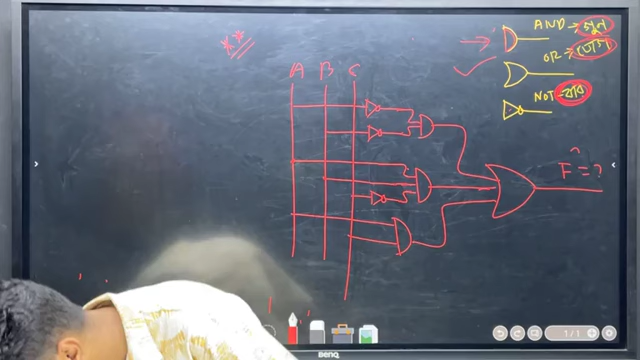 **
AND → গুণ
OR → যোগ
NOT →
A B C
F = ?
1/1
BenQ